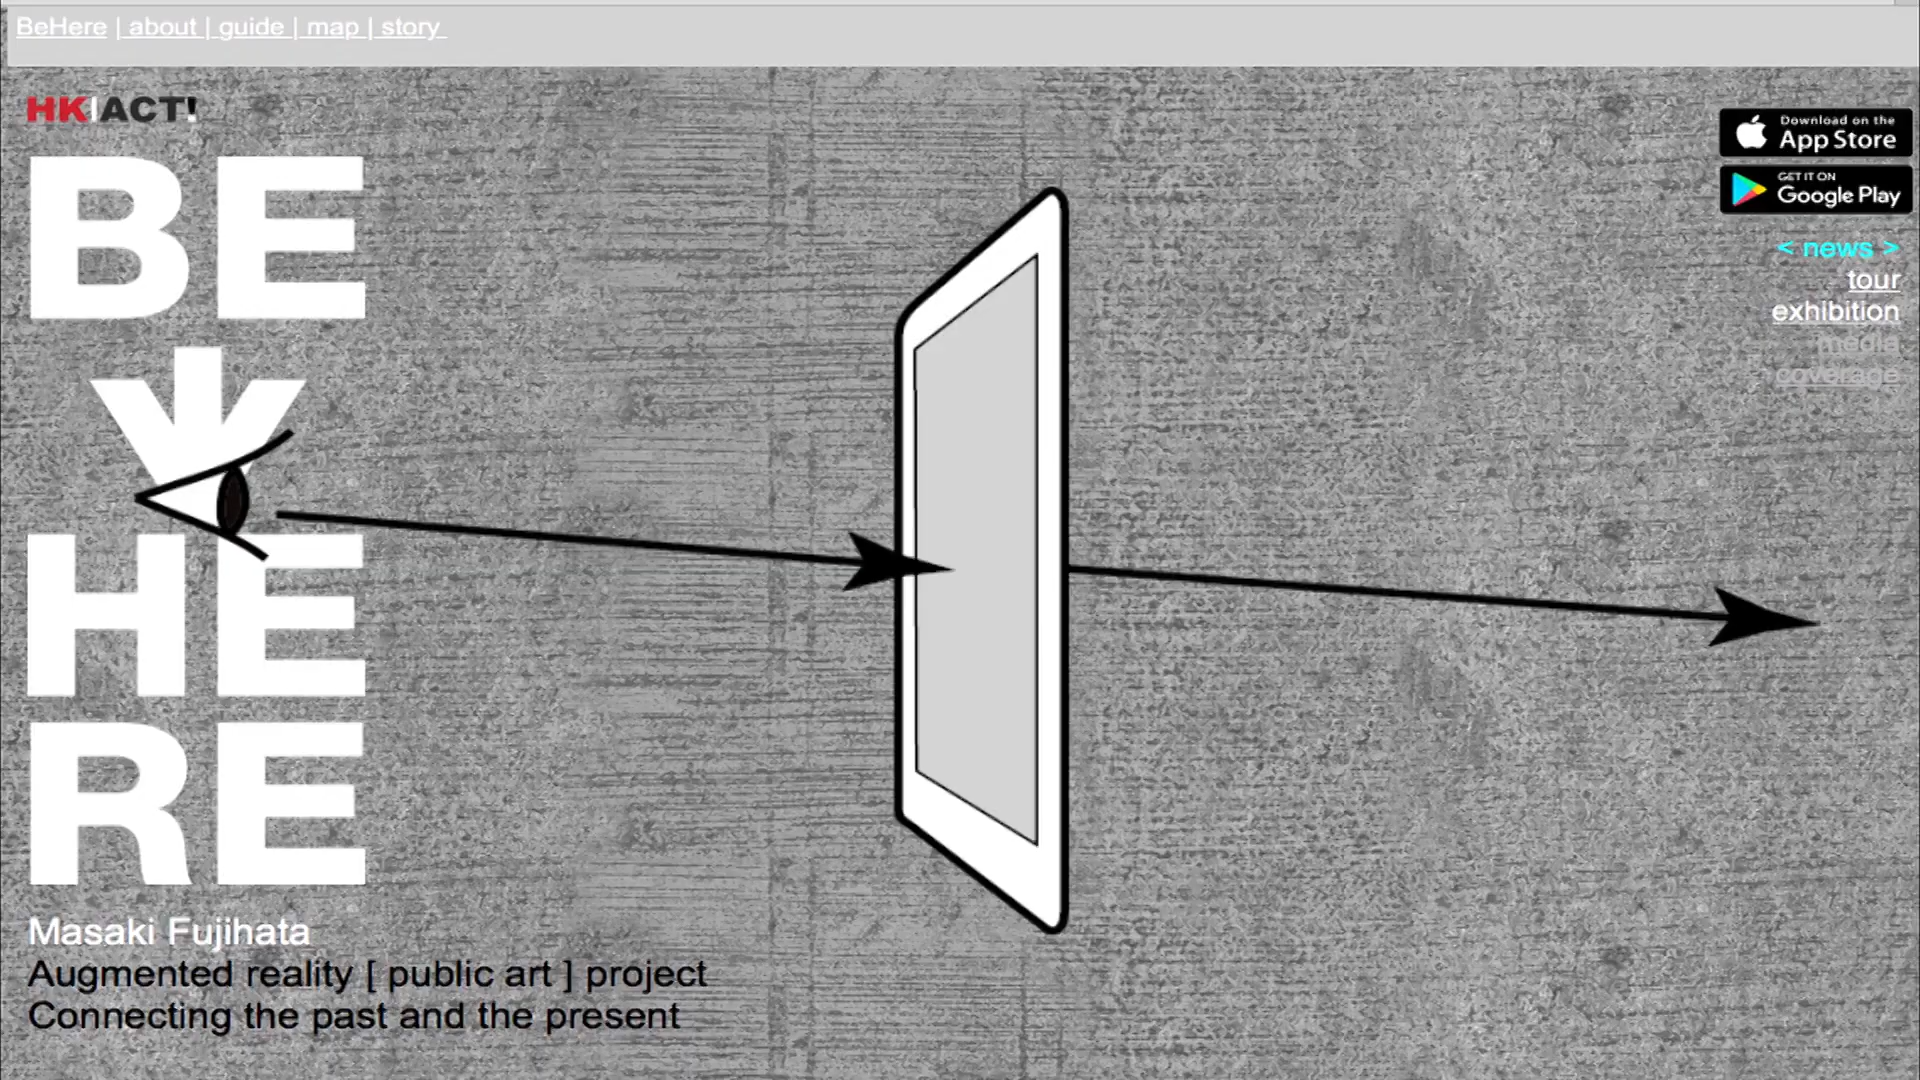 BeHere | about | guide | map | story
HK|ACT!
BE
HE
RE
Masaki Fujihata
Augmented reality [ public art ] project
Connecting the past and the present
Download on the
App Store
GET IT ON
Google Play
< news >
tour
exhibition
media
coverage